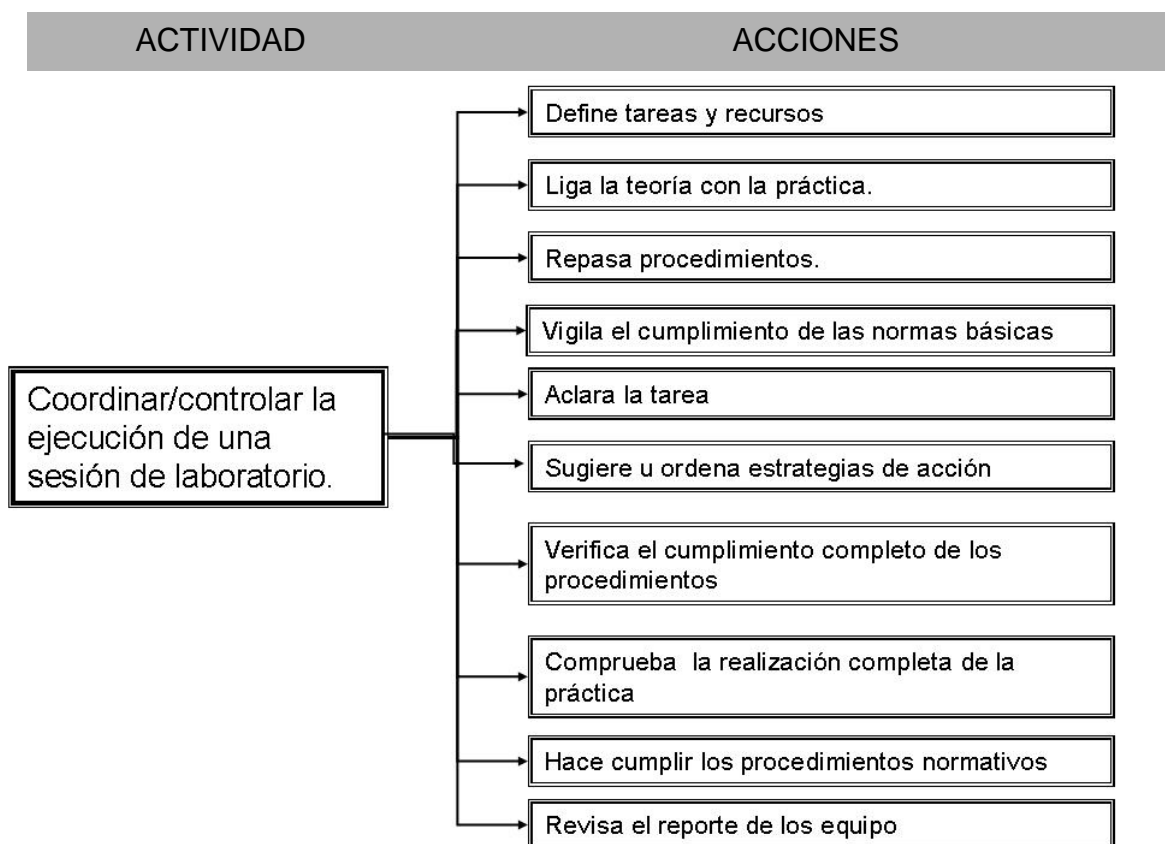 ACTIVIDAD ACCIONES
Define tareas y recursos
Liga la teoría con la práctica.
Repasa procedimientos.
Vigila el cumplimiento de las normas básicas
Coordinar/controlar la
ejecución de una
sesión de laboratorio.
Aclara la tarea
Sugiere u ordena estrategias de acción
Verifica el cumplimiento completo de los
procedimientos
Comprueba la realización completa de la
práctica
Hace cumplir los procedimientos normativos
Revisa el reporte de los equipo